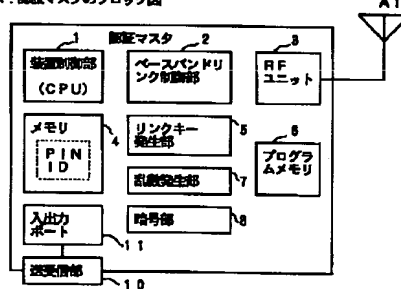 認証マスタのブロック図
A1
認証マスタ
1
装置制御部
(CPU)
2
ベースバンドリ
ンク制御部
3
RF
ユニット
メモリ
PIN
ID
4
リンクキー
発生部
5
6
プログラ
ムメモリ
乱数発生部
7
暗号部
8
入出力
ポート
11
送受信部
10